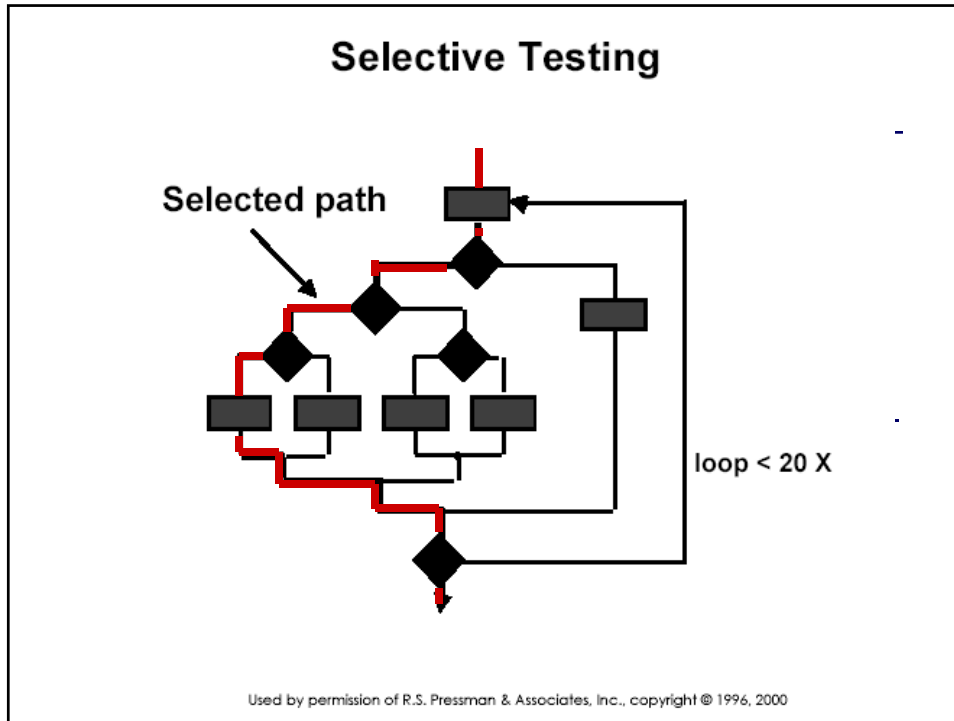 Selective Testing
Selected path
loop < 20 X
Used by permission of R.S. Pressman & Associates, Inc., copyright © 1996, 2000